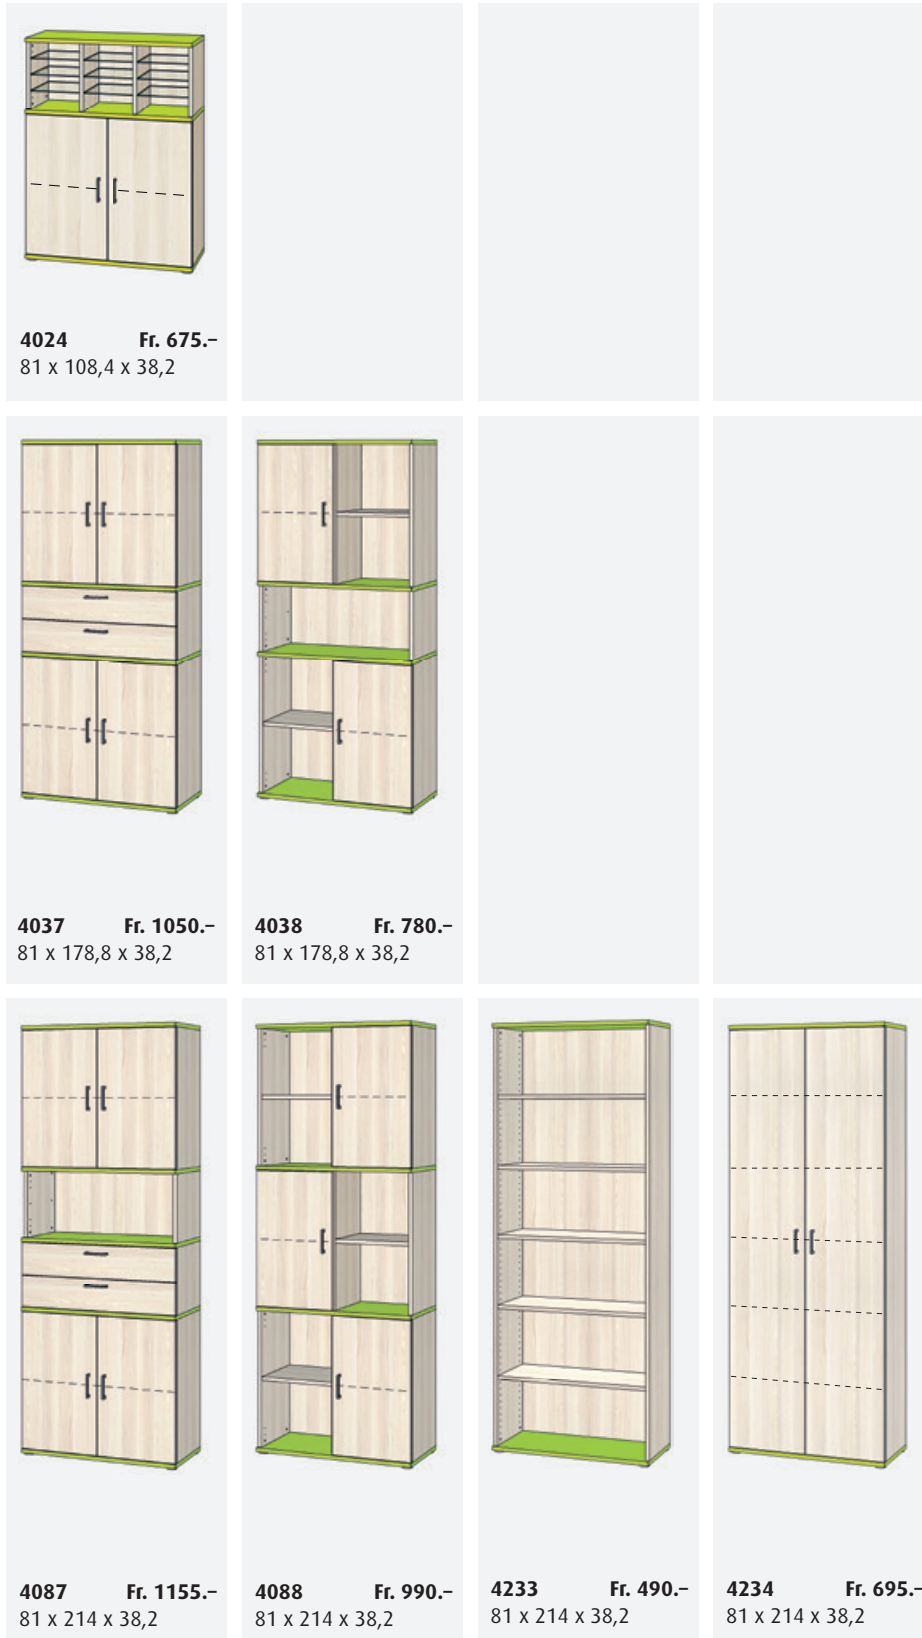 4024 Fr. 675.–
81 x 108,4 x 38,2
4037 Fr. 1050.–
81 x 178,8 x 38,2
4038 Fr. 780.–
81 x 178,8 x 38,2
4087 Fr. 1155.–
81 x 214 x 38,2
4088 Fr. 990.–
81 x 214 x 38,2
4233 Fr. 490.–
81 x 214 x 38,2
4234 Fr. 695.–
81 x 214 x 38,2